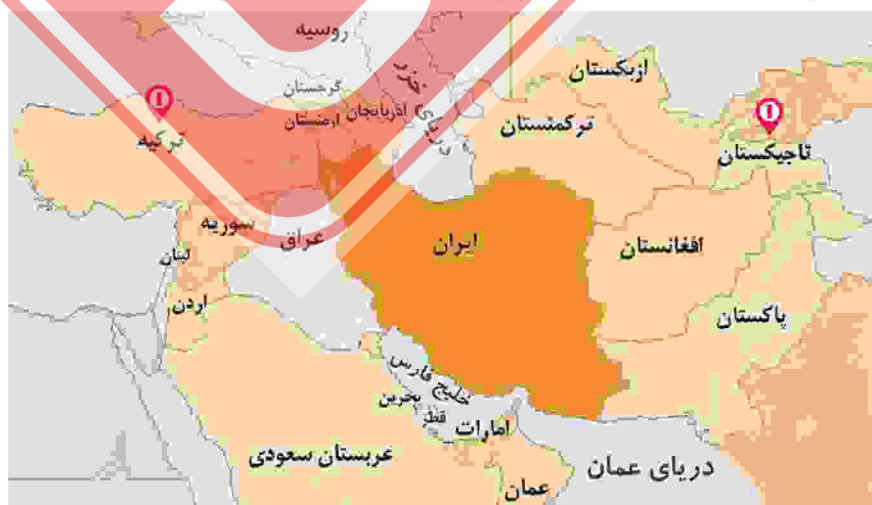 روسیه
ازبکستان
گرجستان
دریای خزر
آذربایجان
ارمنستان
ترکمنستان
ترکیه
تاجیکستان
سوریه
عراق
ایران
افغانستان
لبنان
اردن
پاکستان
خلیج فارس
بحرین
قطر
امارات
عربستان سعودی
دریای عمان
عمان